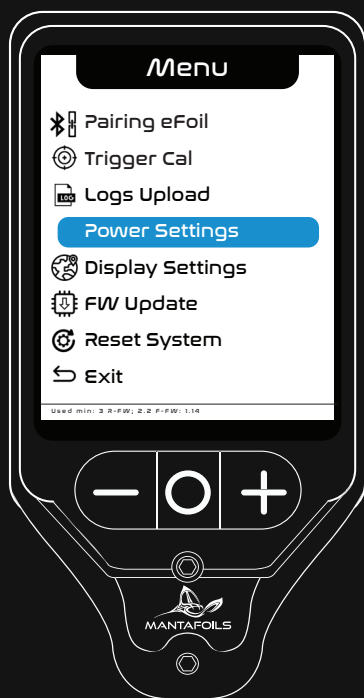 Menu
Pairing eFoil
Trigger Cal
LOG Logs Upload
Power Settings
Display Settings
FW Update
Reset System
Exit
Used min: 3 R-FW; 2.2 F-FW: 1.14
MANTAFOILS